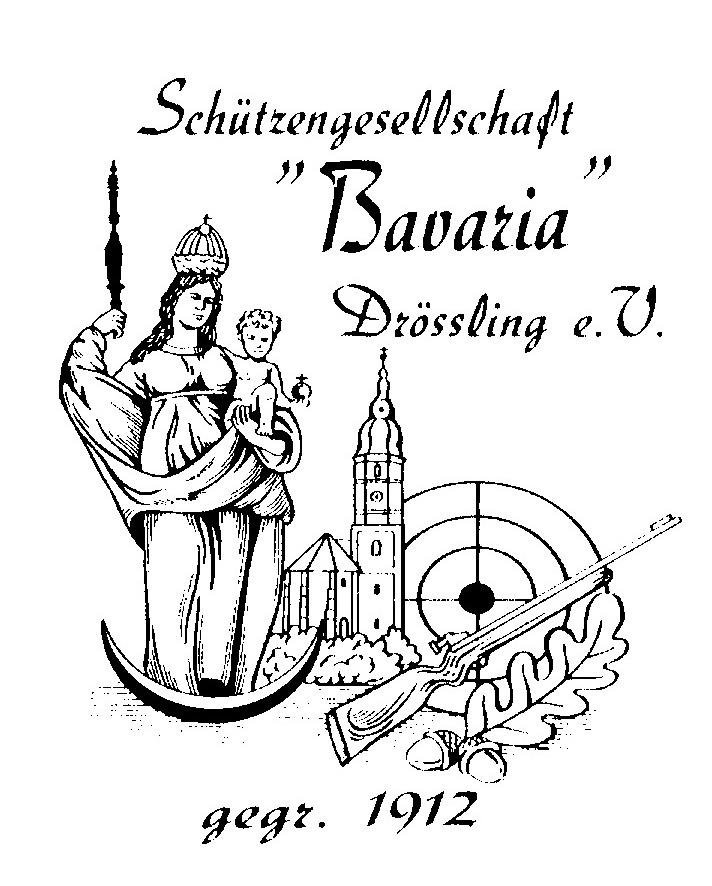 Schützengesellschaft
"Bavaria"
Drössling e.V.
gegr. 1912